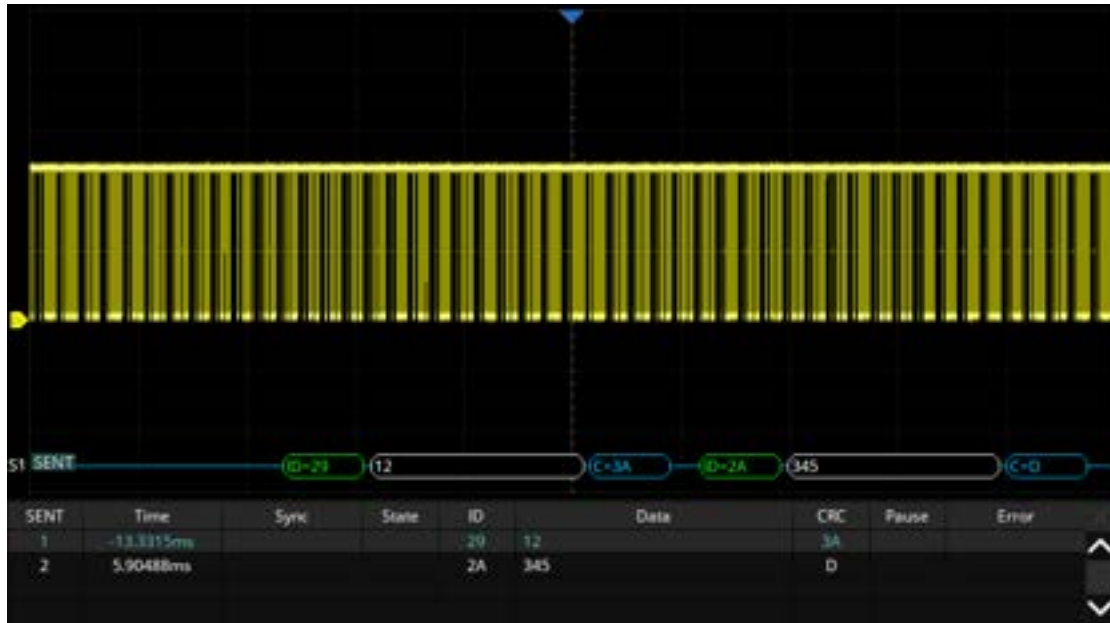 S1 SENT ID=29 12 C=3A ID=2A 345 C=D
SENT Time Sync State ID Data CRC Pause Error
1 -13.3315ms 29 12 3A
2 5.90488ms 2A 345 D